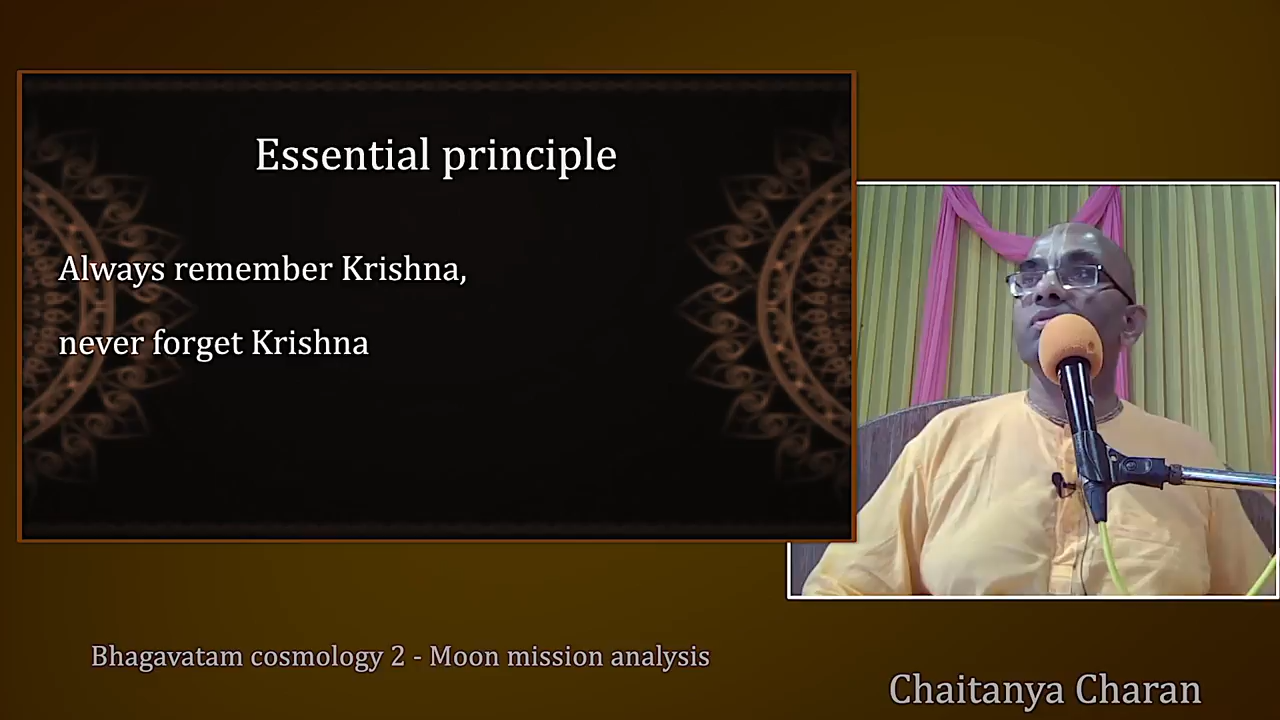 Essential principle
Always remember Krishna,
never forget Krishna
Bhagavatam cosmology 2 - Moon mission analysis
Chaitanya Charan